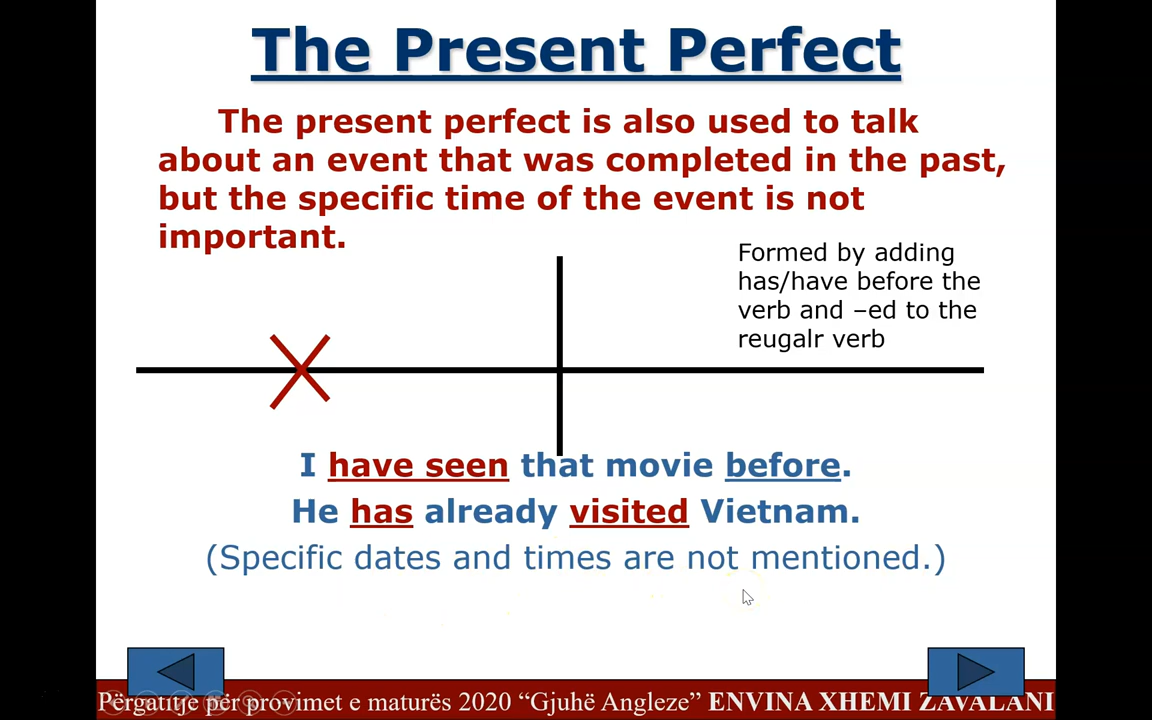 The Present Perfect
The present perfect is also used to talk
about an event that was completed in the past,
but the specific time of the event is not
important.
Formed by adding
has/have before the
verb and –ed to the
reugalr verb
I have seen that movie before.
He has already visited Vietnam.
(Specific dates and times are not mentioned.)
Përgatitje për provimet e maturës 2020 “Gjuhë Angleze” ENVINA XHEMI ZAVALANI